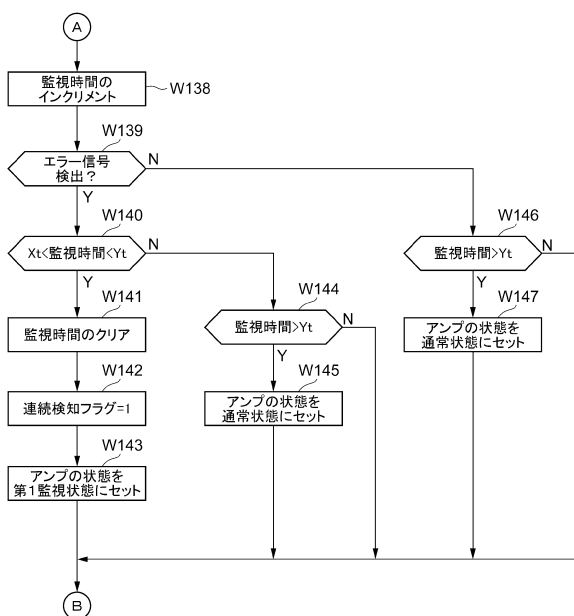 A
監視時間の
インクリメント
W138
W139
エラー信号
検出？
N
Y
W140
Xt<監視時間<Yt
N
Y
W146
監視時間>Yt
N
Y
W141
監視時間のクリア
W144
監視時間>Yt
N
Y
W147
アンプの状態を
通常状態にセット
W142
連続検知フラグ=1
W145
アンプの状態を
通常状態にセット
W143
アンプの状態を
第1監視状態にセット
B